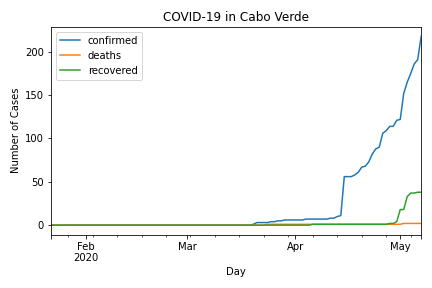 COVID-19 in Cabo Verde
confirmed
deaths
recovered
Number of Cases
200
150
100
50
0
Feb
2020
Mar
Apr
May
Day